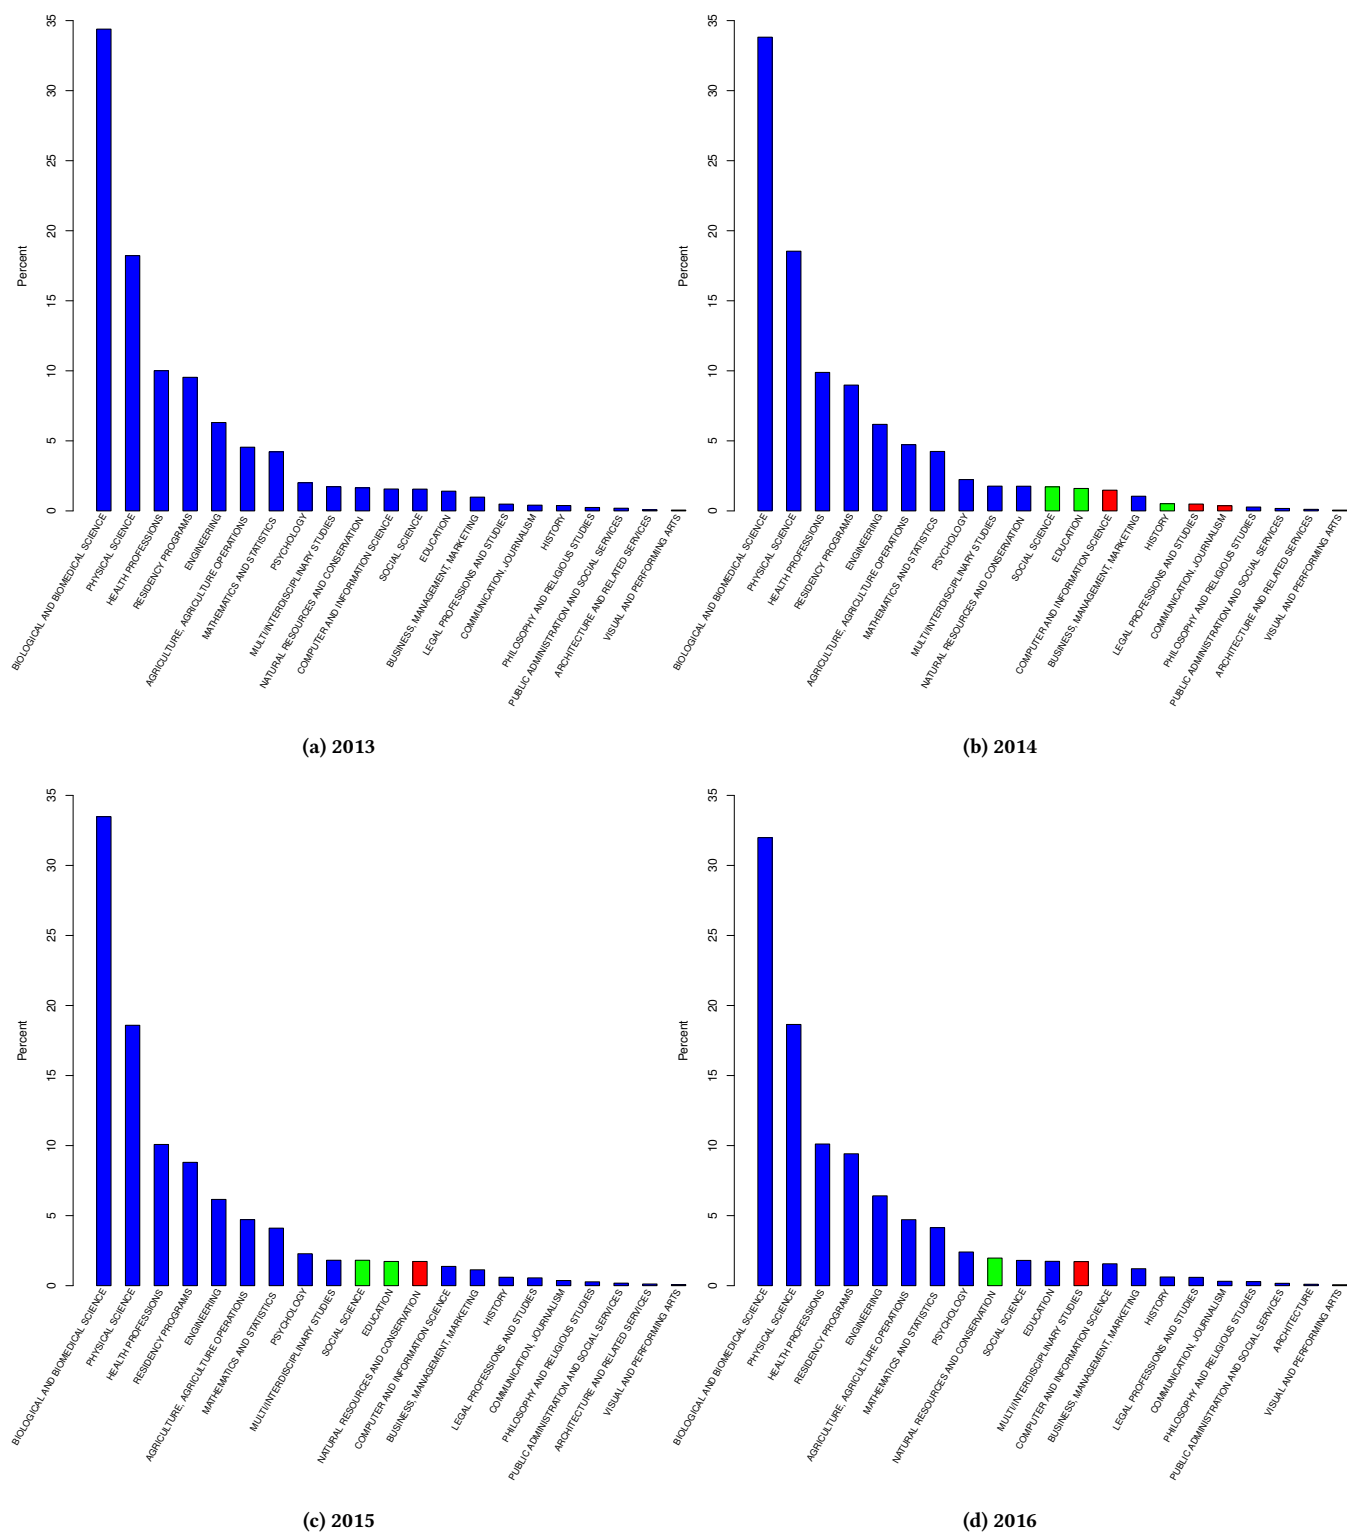 35
30
25
20
15
10
5
0
Percent
BIOLOGICAL AND BIOMEDICAL SCIENCE
PHYSICAL SCIENCE
HEALTH PROFESSIONS
RESIDENCY PROGRAMS
ENGINEERING
AGRICULTURE, AGRICULTURE OPERATIONS
MATHEMATICS AND STATISTICS
PSYCHOLOGY
MULTI/INTERDISCIPLINARY STUDIES
NATURAL RESOURCES AND CONSERVATION
COMPUTER AND INFORMATION SCIENCE
SOCIAL SCIENCE
EDUCATION
BUSINESS, MANAGEMENT, MARKETING
LEGAL PROFESSIONS AND STUDIES
COMMUNICATION, JOURNALISM
HISTORY
PHILOSOPHY AND RELIGIOUS STUDIES
PUBLIC ADMINISTRATION AND SOCIAL SERVICES
ARCHITECTURE AND RELATED SERVICES
VISUAL AND PERFORMING ARTS
(a) 2013
35
30
25
20
15
10
5
0
Percent
BIOLOGICAL AND BIOMEDICAL SCIENCE
PHYSICAL SCIENCE
HEALTH PROFESSIONS
RESIDENCY PROGRAMS
ENGINEERING
AGRICULTURE, AGRICULTURE OPERATIONS
MATHEMATICS AND STATISTICS
PSYCHOLOGY
MULTI/INTERDISCIPLINARY STUDIES
NATURAL RESOURCES AND CONSERVATION
SOCIAL SCIENCE
EDUCATION
COMPUTER AND INFORMATION SCIENCE
BUSINESS, MANAGEMENT, MARKETING
HISTORY
LEGAL PROFESSIONS AND STUDIES
COMMUNICATION, JOURNALISM
PHILOSOPHY AND RELIGIOUS STUDIES
PUBLIC ADMINISTRATION AND SOCIAL SERVICES
ARCHITECTURE AND RELATED SERVICES
VISUAL AND PERFORMING ARTS
(b) 2014
35
30
25
20
15
10
5
0
Percent
BIOLOGICAL AND BIOMEDICAL SCIENCE
PHYSICAL SCIENCE
HEALTH PROFESSIONS
RESIDENCY PROGRAMS
ENGINEERING
AGRICULTURE, AGRICULTURE OPERATIONS
MATHEMATICS AND STATISTICS
PSYCHOLOGY
MULTI/INTERDISCIPLINARY STUDIES
SOCIAL SCIENCE
EDUCATION
NATURAL RESOURCES AND CONSERVATION
COMPUTER AND INFORMATION SCIENCE
BUSINESS, MANAGEMENT, MARKETING
HISTORY
LEGAL PROFESSIONS AND STUDIES
COMMUNICATION, JOURNALISM
PHILOSOPHY AND RELIGIOUS STUDIES
PUBLIC ADMINISTRATION AND SOCIAL SERVICES
ARCHITECTURE AND RELATED SERVICES
VISUAL AND PERFORMING ARTS
(c) 2015
35
30
25
20
15
10
5
0
Percent
BIOLOGICAL AND BIOMEDICAL SCIENCE
PHYSICAL SCIENCE
HEALTH PROFESSIONS
RESIDENCY PROGRAMS
ENGINEERING
AGRICULTURE, AGRICULTURE OPERATIONS
MATHEMATICS AND STATISTICS
PSYCHOLOGY
NATURAL RESOURCES AND CONSERVATION
SOCIAL SCIENCE
EDUCATION
MULTI/INTERDISCIPLINARY STUDIES
COMPUTER AND INFORMATION SCIENCE
BUSINESS, MANAGEMENT, MARKETING
HISTORY
LEGAL PROFESSIONS AND STUDIES
COMMUNICATION, JOURNALISM
PHILOSOPHY AND RELIGIOUS STUDIES
PUBLIC ADMINISTRATION AND SOCIAL SERVICES
ARCHITECTURE
VISUAL AND PERFORMING ARTS
(d) 2016